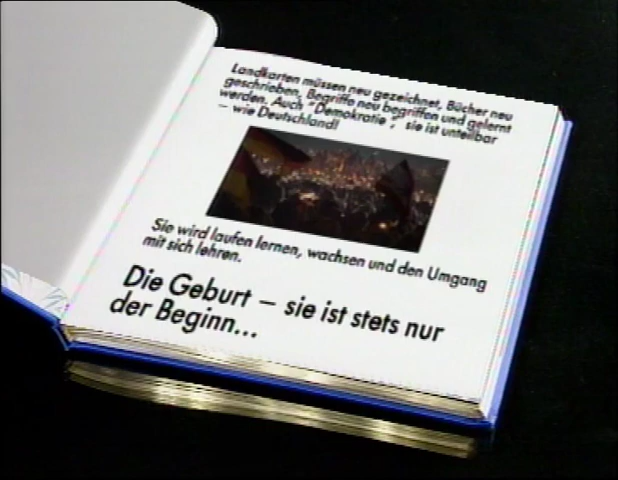 Landkarten müssen neu gezeichnet, Bücher neu
geschrieben, Begriffe neu begriffen und gelernt
werden. Auch "Demokratie", sie ist unteilbar
– wie Deutschland!
Sie wird laufen lernen, wachsen und den Umgang
mit sich lehren.
Die Geburt – sie ist stets nur
der Beginn...